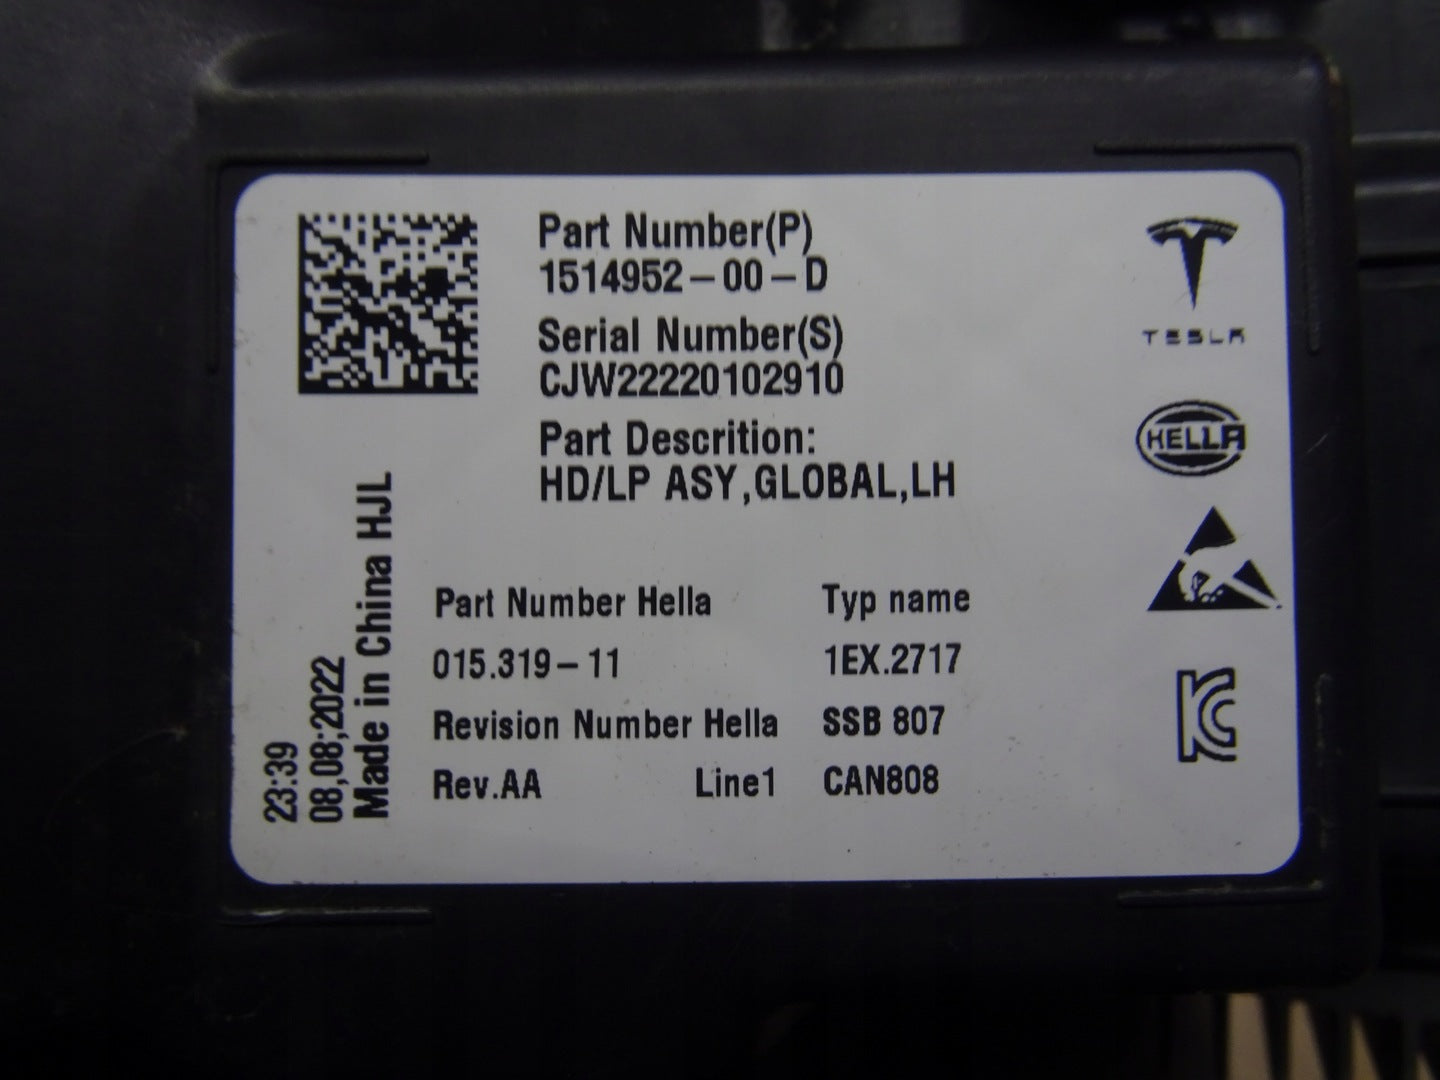 Part Number(P)
1514952-00-D
Serial Number(S)
CJW22220102910
Part Descrition:
HD/LP ASY,GLOBAL,LH
TESLA
HELLA
23:39
08,08;2022
Made in China HJL
Part Number Hella Typ name
015.319-11 1EX.2717
Revision Number Hella SSB 807
Rev.AA Line1 CAN808
KC